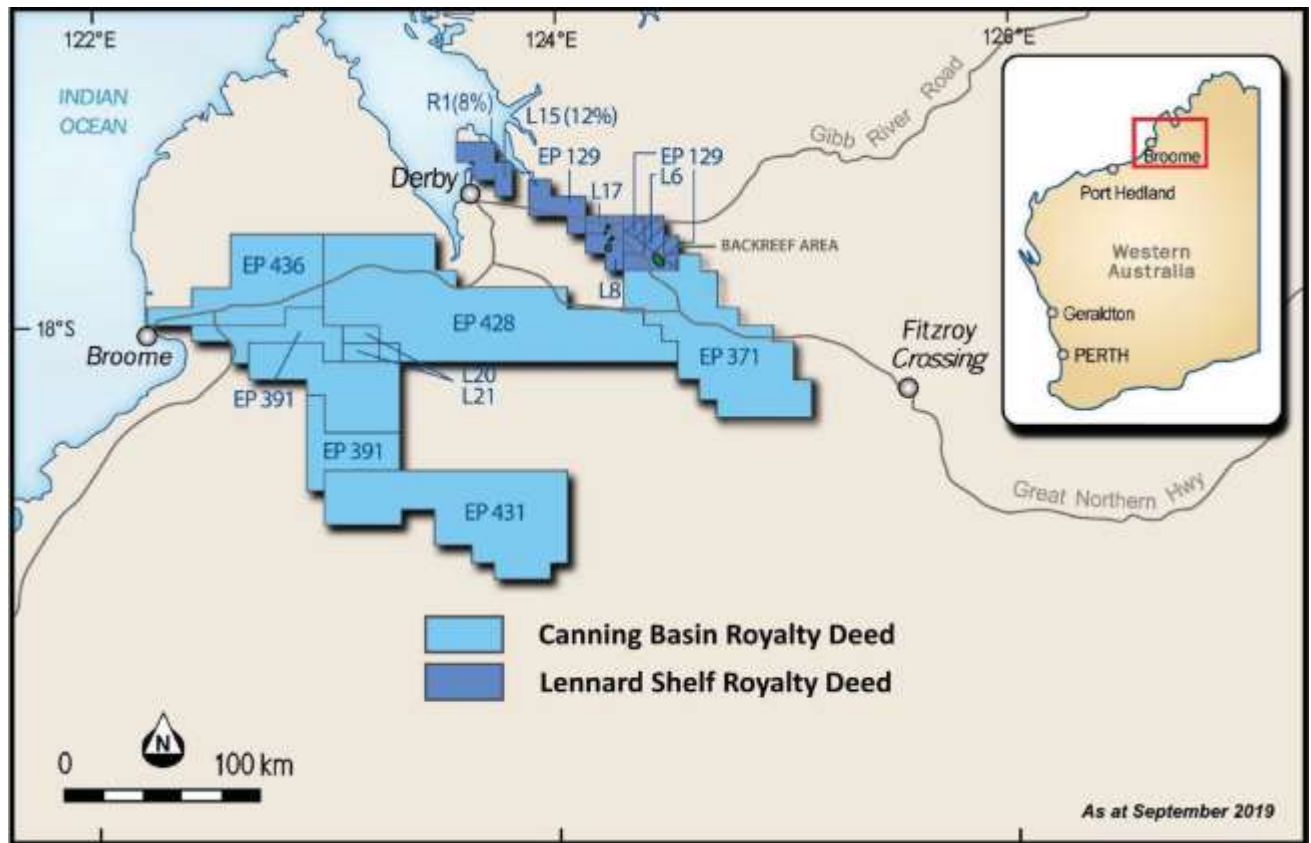 122°E
124°E
126°E
INDIAN
OCEAN
R1(8%)
L15(12%)
EP 129
EP 129
L6
L17
Derby
Gibb River Road
BACKREEF AREA
L8
EP 436
EP 428
18°S
Broome
EP 371
Fitzroy
Crossing
L20
L21
EP 391
EP 391
EP 431
Great Northern Hwy
Broome
Port Hedland
Western
Australia
Geraldton
PERTH
Canning Basin Royalty Deed
Lennard Shelf Royalty Deed
N
0 100 km
As at September 2019